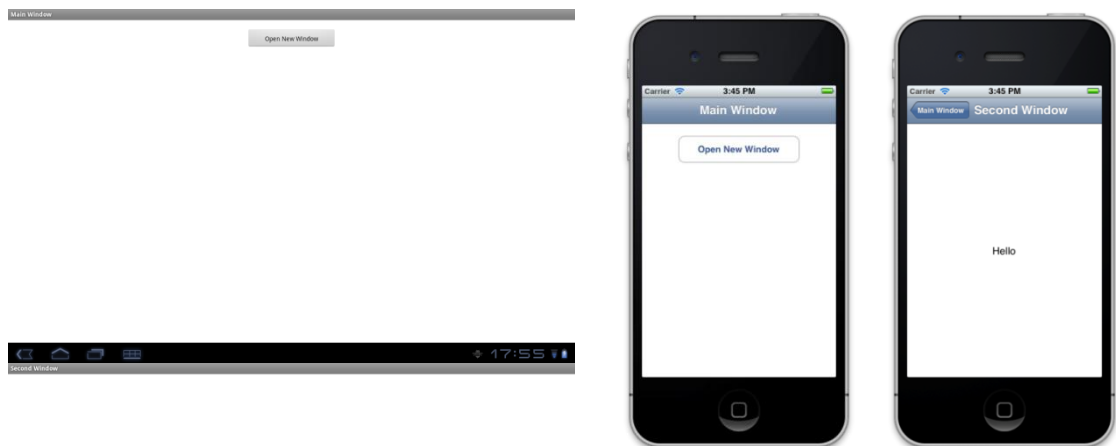 Main Window
Open New Window
17:55
Second Window
Carrier 3:45 PM
Main Window
Open New Window
Carrier 3:45 PM
Main Window Second Window
Hello